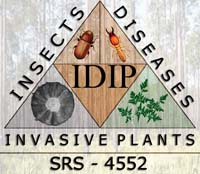 INSECTS
DISEASES
IDIP
INVASIVE PLANTS
SRS - 4552